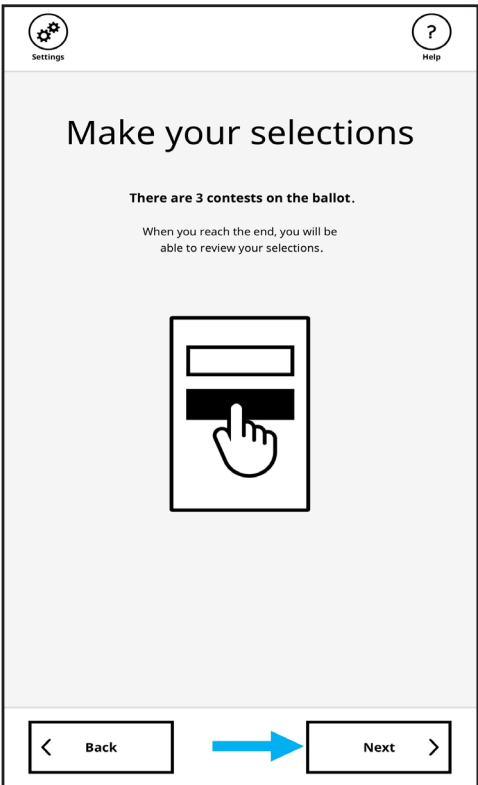 Settings
?
Help
Make your selections
There are 3 contests on the ballot.
When you reach the end, you will be
able to review your selections.
Back
Next